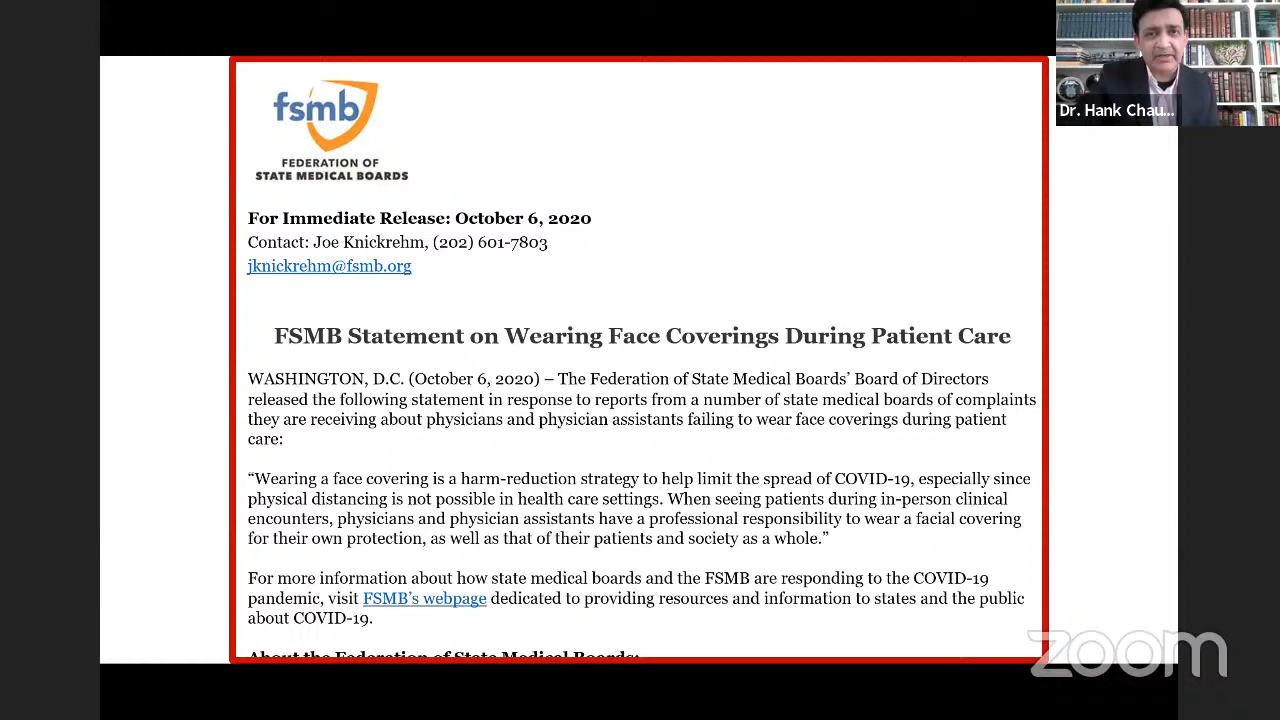 fsmb
FEDERATION OF
STATE MEDICAL BOARDS
For Immediate Release: October 6, 2020
Contact: Joe Knickrehm, (202) 601-7803
jknickrehm@fsmb.org
FSMB Statement on Wearing Face Coverings During Patient Care
WASHINGTON, D.C. (October 6, 2020) – The Federation of State Medical Boards’ Board of Directors
released the following statement in response to reports from a number of state medical boards of complaints
they are receiving about physicians and physician assistants failing to wear face coverings during patient
care:
“Wearing a face covering is a harm-reduction strategy to help limit the spread of COVID-19, especially since
physical distancing is not possible in health care settings. When seeing patients during in-person clinical
encounters, physicians and physician assistants have a professional responsibility to wear a facial covering
for their own protection, as well as that of their patients and society as a whole.”
For more information about how state medical boards and the FSMB are responding to the COVID-19
pandemic, visit FSMB’s webpage dedicated to providing resources and information to states and the public
about COVID-19.
About the Federation of State Medical Boards:
Dr. Hank Chau...
zoom